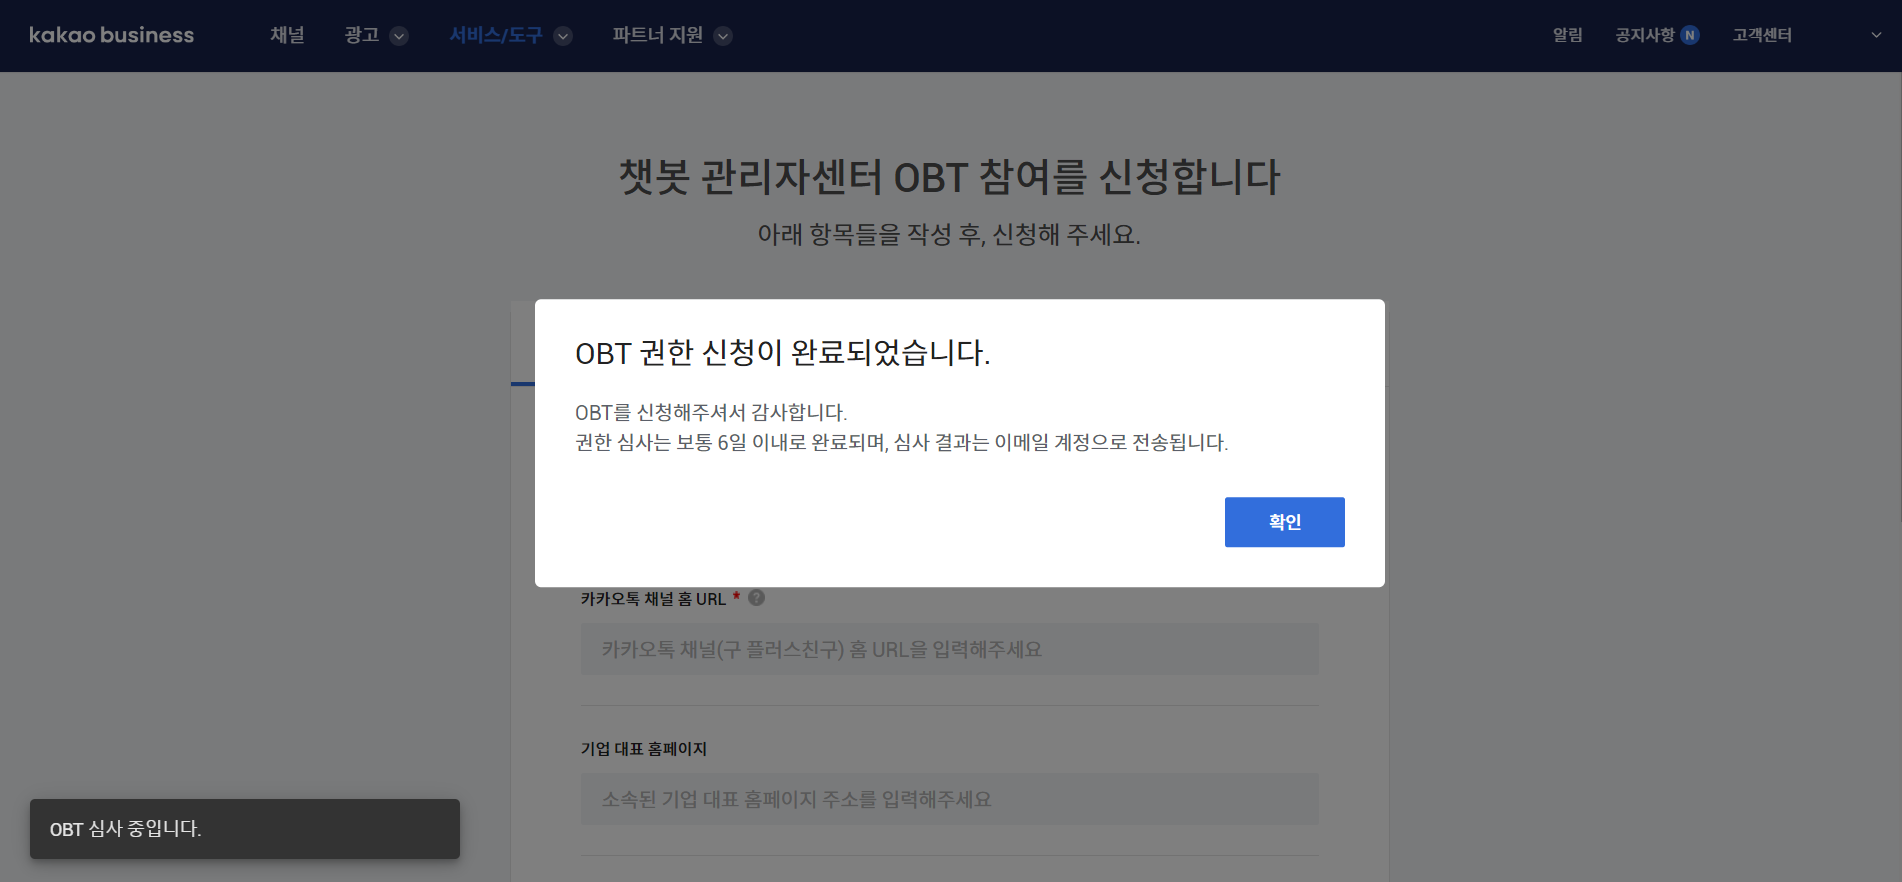 kakao business
채널
광고
서비스/도구
파트너 지원
알림
공지사항 N
고객센터
챗봇 관리자센터 OBT 참여를 신청합니다
아래 항목들을 작성 후, 신청해 주세요.
OBT 권한 신청이 완료되었습니다.
OBT를 신청해주셔서 감사합니다.
권한 심사는 보통 6일 이내로 완료되며, 심사 결과는 이메일 계정으로 전송됩니다.
확인
카카오톡 채널 홈 URL * ?
카카오톡 채널(구 플러스친구) 홈 URL을 입력해주세요
기업 대표 홈페이지
소속된 기업 대표 홈페이지 주소를 입력해주세요
OBT 심사 중입니다.